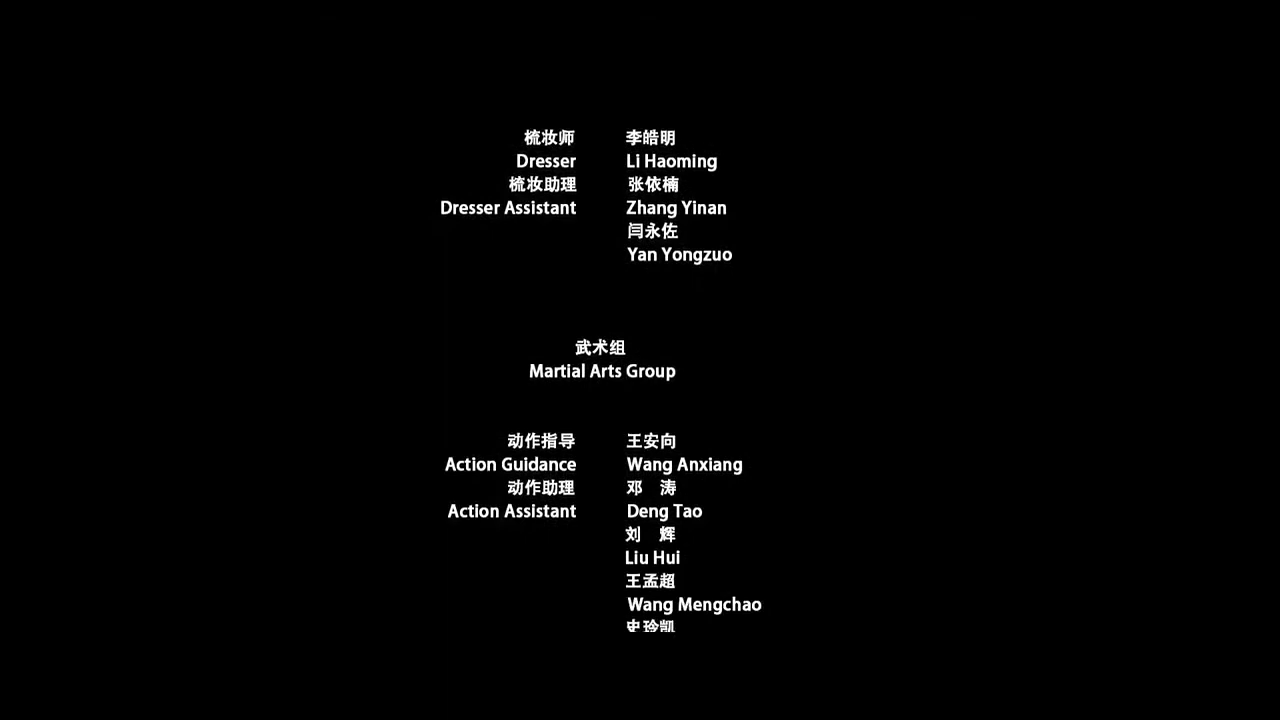 梳妆师 李皓明
Dresser Li Haoming
梳妆助理 张依楠
Dresser Assistant Zhang Yinan
闫永佐
Yan Yongzuo
武术组
Martial Arts Group
动作指导 王安向
Action Guidance Wang Anxiang
动作助理 邓 涛
Action Assistant Deng Tao
刘 辉
Liu Hui
王孟超
Wang Mengchao
史玲凯